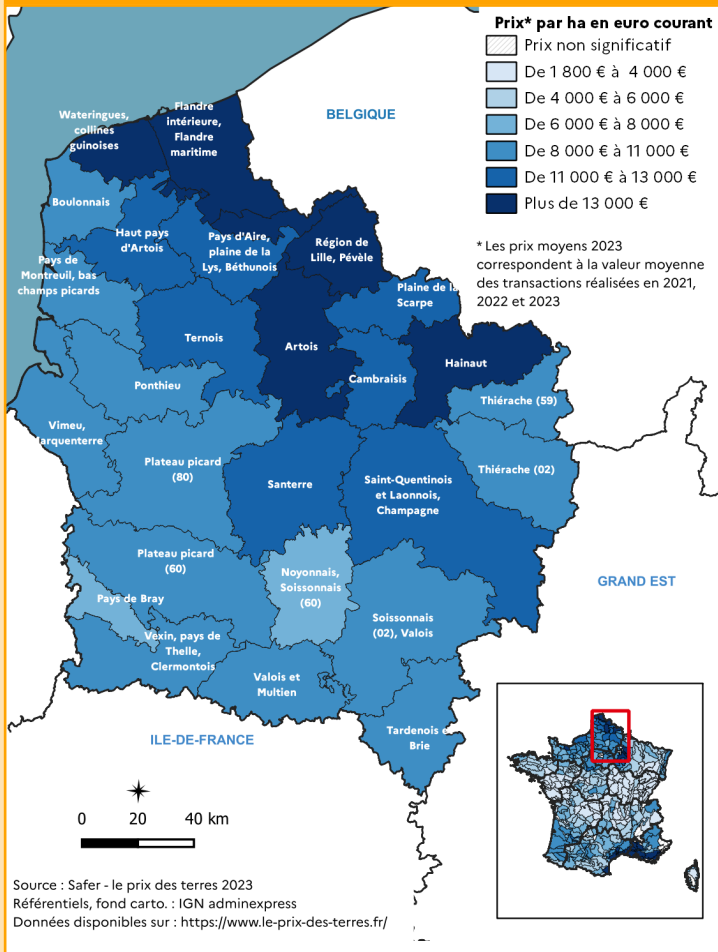 Prix* par ha en euro courant
Prix non significatif
De 1 800 € à 4 000 €
De 4 000 € à 6 000 €
De 6 000 € à 8 000 €
De 8 000 € à 11 000 €
De 11 000 € à 13 000 €
Plus de 13 000 €
* Les prix moyens 2023
correspondent à la valeur moyenne
des transactions réalisées en 2021,
2022 et 2023
BELGIQUE
Wateringues,
collines
guinoises
Flandre
intérieure,
Flandre
maritime
Boulonnais
Haut pays
d'Artois
Pays d'Aire,
plaine de la
Lys, Béthunois
Région de
Lille, Pévèle
Pays de
Montreuil, bas
champs picards
Plaine de la
Scarpe
Ternois
Artois
Hainaut
Cambraisis
Ponthieu
Thiérache (59)
Vimeu,
arquenterre
Plateau picard
(80)
Santerre
Saint-Quentinois
et Laonnois,
Champagne
Thiérache (02)
Plateau picard
(60)
Noyonnais,
Soissonnais
(60)
GRAND EST
Pays de Bray
Soissonnais
(02), Valois
Vexin, pays de
Thelle,
Clermontois
Valois et
Multien
Tardenois e
Brie
ILE-DE-FRANCE
0 20 40 km
Source : Safer - le prix des terres 2023
Référentiels, fond carto. : IGN adminexpress
Données disponibles sur : https://www.le-prix-des-terres.fr/